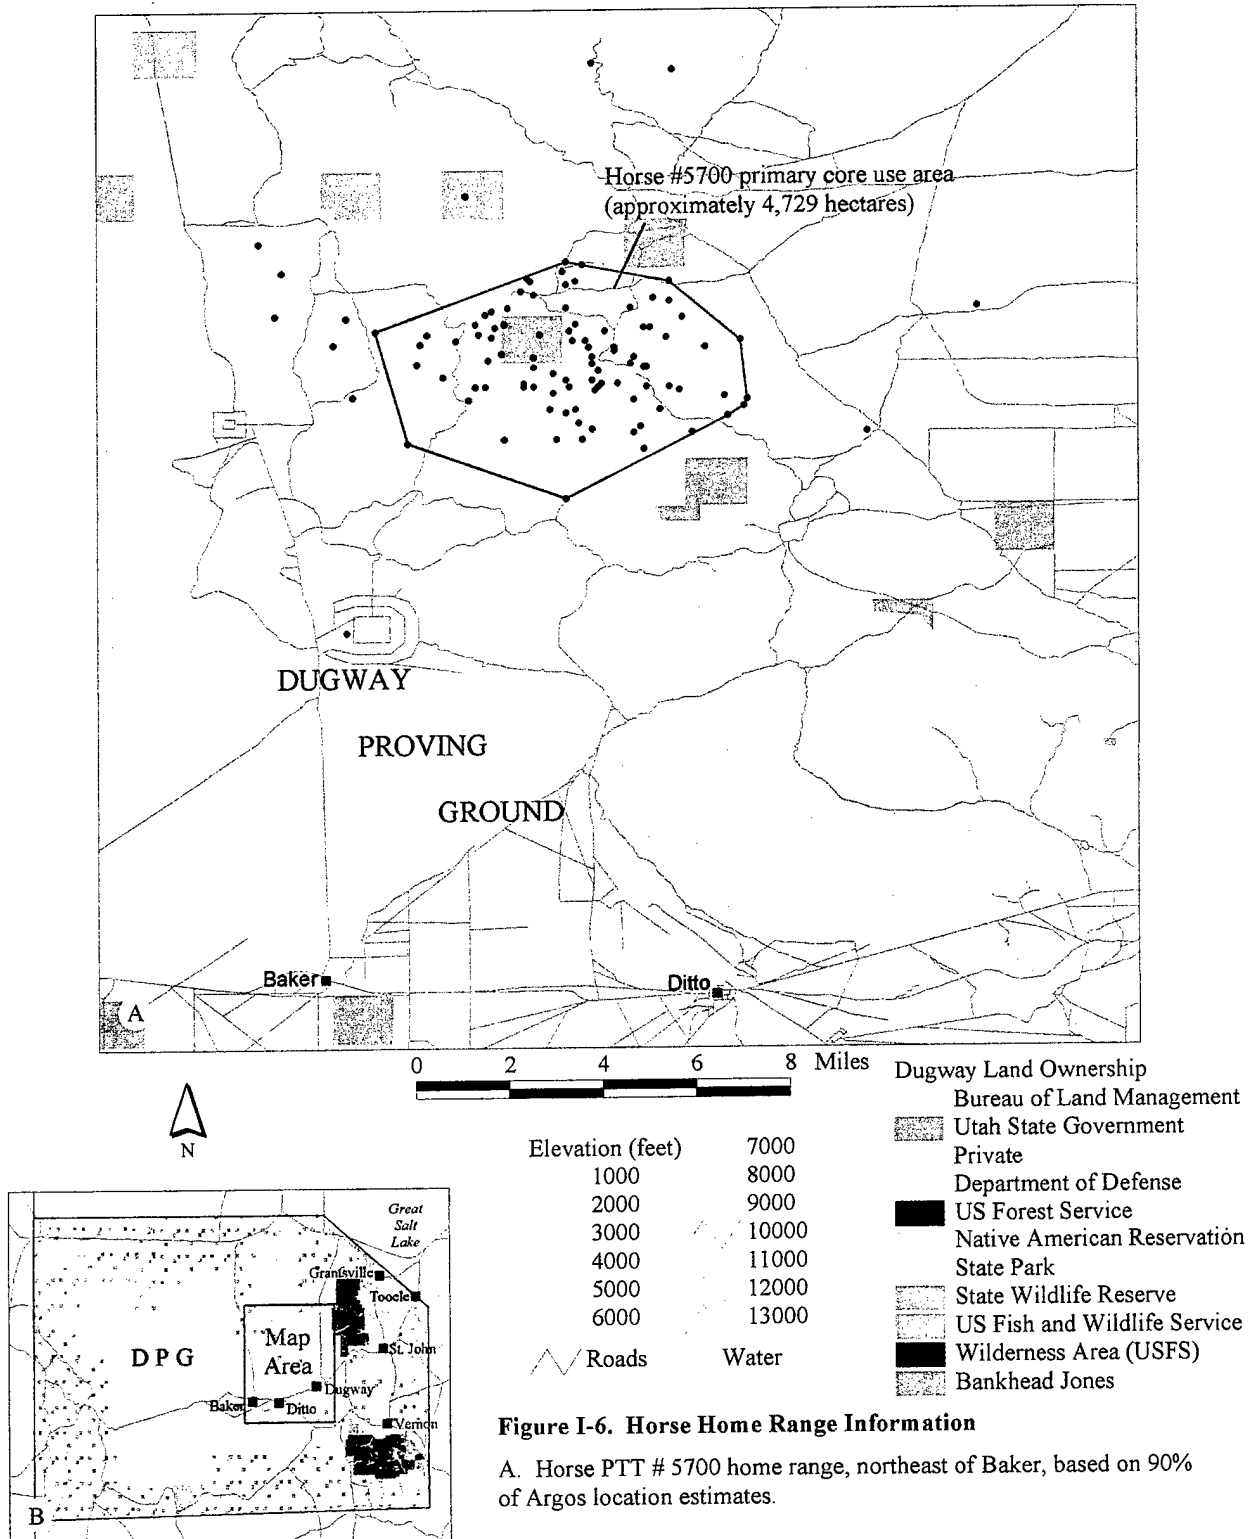 Horse #5700 primary core use area
(approximately 4,729 hectares)
DUGWAY
PROVING
GROUND
Baker
Ditto
A
0 2 4 6 8 Miles
N
Elevation (feet)
1000
2000
3000
4000
5000
6000
7000
8000
9000
10000
11000
12000
13000
Roads
Water
Dugway Land Ownership
Bureau of Land Management
Utah State Government
Private
Department of Defense
US Forest Service
Native American Reservation
State Park
State Wildlife Reserve
US Fish and Wildlife Service
Wilderness Area (USFS)
Bankhead Jones
Great
Salt
Lake
Grantsville
Tooele
St. John
Map
Area
D P G
Dugway
Baker
Ditto
Vernon
B
Figure I-6. Horse Home Range Information
A. Horse PTT # 5700 home range, northeast of Baker, based on 90%
of Argos location estimates.